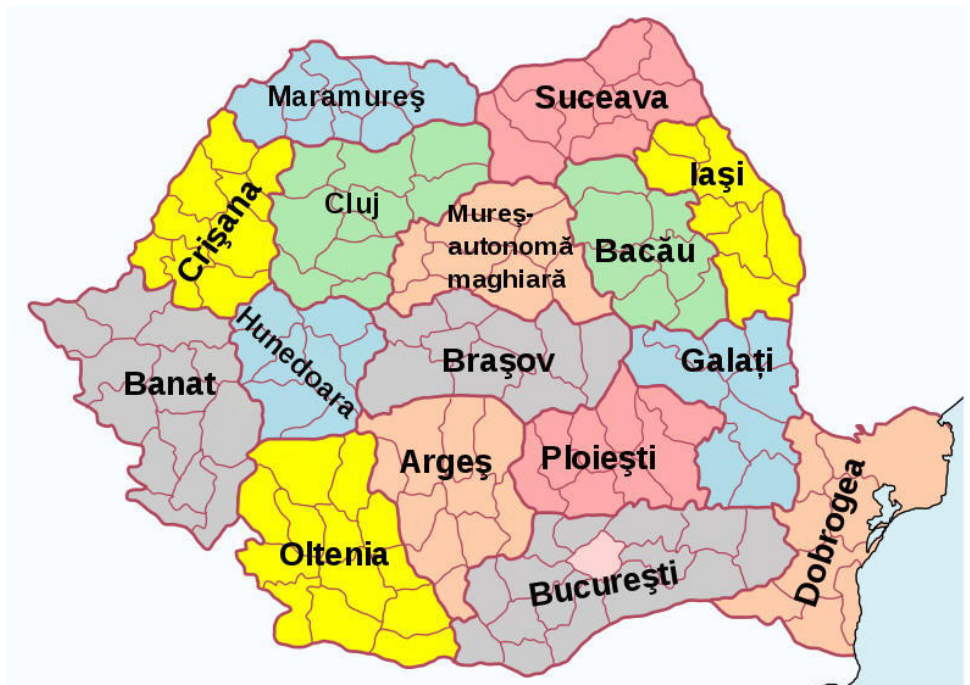 Maramureş
Suceava
Iaşi
Crişana
Cluj
Mureş-
autonomă
maghiară
Bacău
Hunedoara
Banat
Braşov
Galați
Argeş
Ploieşti
Dobrogea
Oltenia
Bucureşti